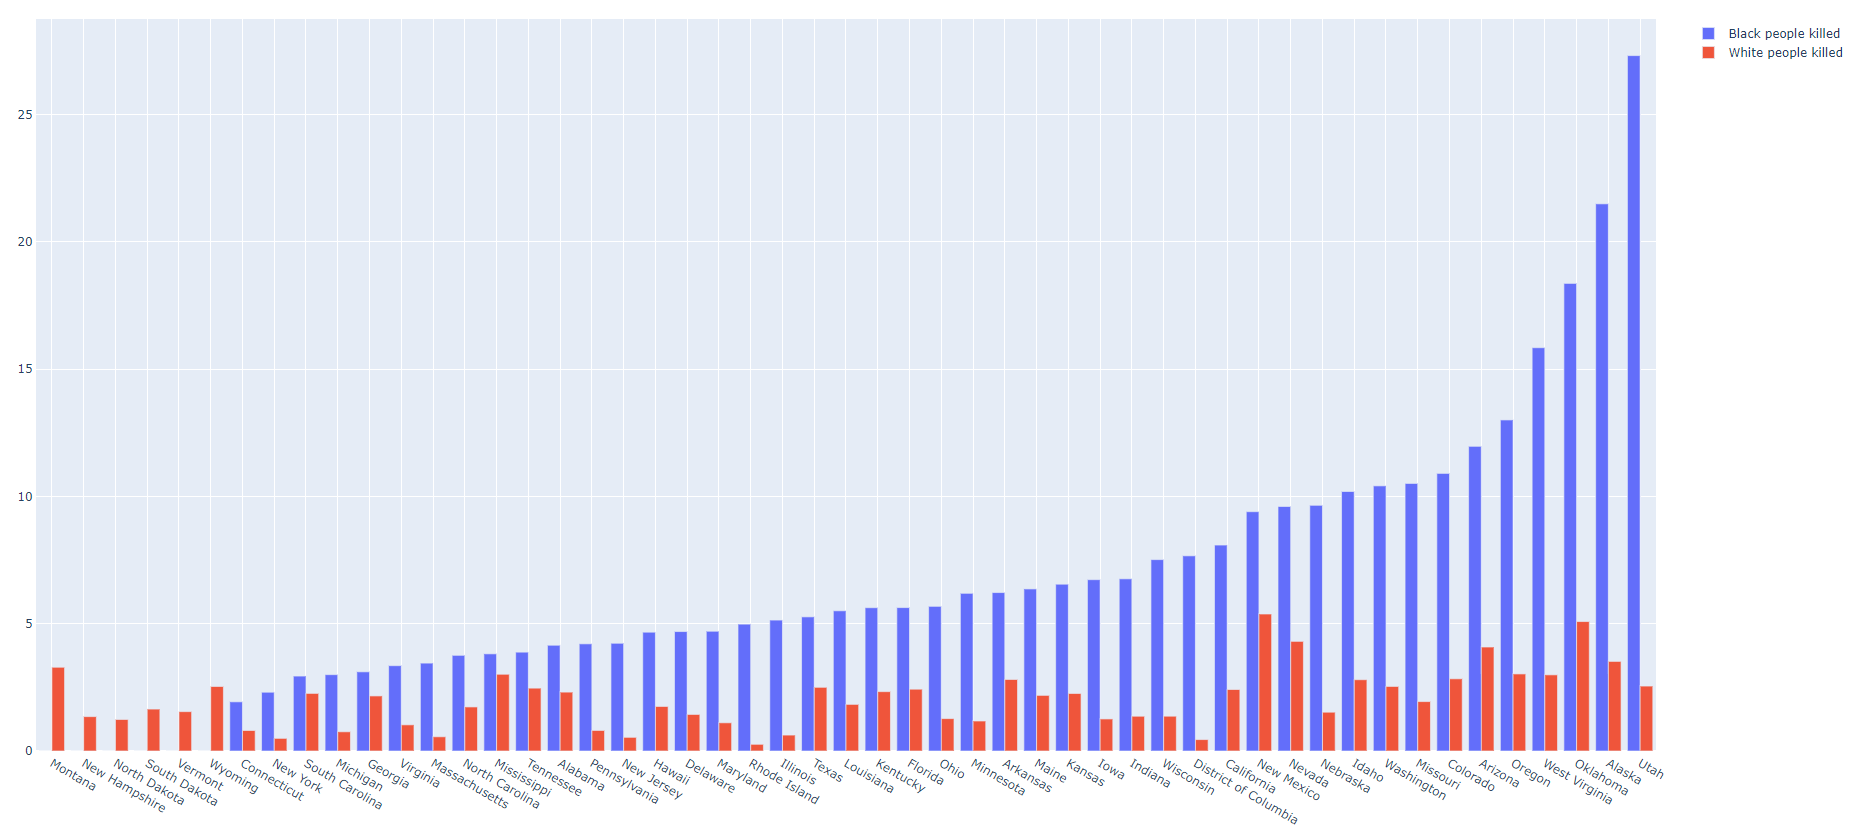 Black people killed
White people killed
25
20
15
10
5
0
Montana
New Hampshire
North Dakota
South Dakota
Vermont
Wyoming
Connecticut
New York
South Carolina
Michigan
Georgia
Virginia
Massachusetts
North Carolina
Mississippi
Tennessee
Alabama
Pennsylvania
New Jersey
Hawaii
Delaware
Maryland
Rhode Island
Illinois
Texas
Louisiana
Kentucky
Florida
Ohio
Minnesota
Arkansas
Maine
Kansas
Iowa
Indiana
Wisconsin
District of Columbia
California
New Mexico
Nevada
Nebraska
Idaho
Washington
Missouri
Colorado
Arizona
Oregon
West Virginia
Oklahoma
Alaska
Utah